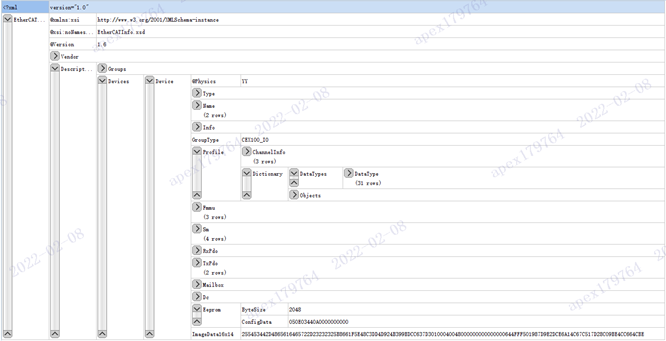 <?xml version="1.0"
EtherCAT... @xmlns:xsi http://www.w3.org/2001/XMLSchema-instance
@xsi:noNames... EtherCATInfo.xsd
@Version 1.6
Vendor
Descript... Groups
Devices Device @Physics YY
Type
Name
(2 rows)
Info
GroupType
Profile ChannelInfo
(3 rows)
Dictionary DataTypes DataType
(31 rows)
Objects
Fmmu
(3 rows)
Sm
(4 rows)
RxPdo
TxPdo
(2 rows)
Mailbox
Dc
Eeprom ByteSize 2048
ConfigData 050E03440A0000000000
ImageData16x14
apex179764 2022-02-08
apex179764 2022-02-08
apex179764 2022-02-08
2022-02-08
apex179764